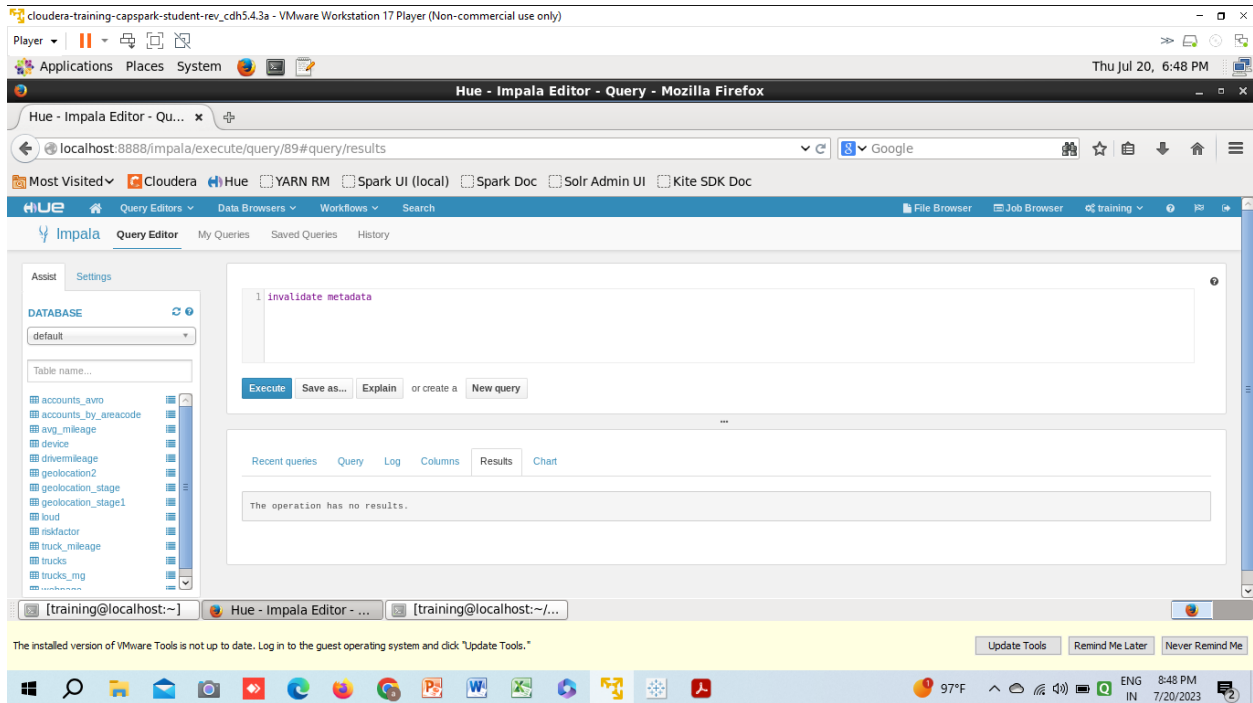 cloudera-training-capspark-student-rev_cdh5.4.3a - VMware Workstation 17 Player (Non-commercial use only)
Player
Applications Places System Thu Jul 20, 6:48 PM
Hue - Impala Editor - Query - Mozilla Firefox
Hue - Impala Editor - Qu...
localhost:8888/impala/execute/query/89#query/results Google
Most Visited Cloudera Hue YARN RM Spark UI (local) Spark Doc Solr Admin UI Kite SDK Doc
HUE Query Editors Data Browsers Workflows Search File Browser Job Browser training
Impala Query Editor My Queries Saved Queries History
Assist Settings
DATABASE
default
Table name...
accounts_avro
accounts_by_areacode
avg_mileage
device
drivermileage
geolocation2
geolocation_stage
geolocation_stage1
loud
riskfactor
truck_mileage
trucks
trucks_mg
1 invalidate metadata
Execute Save as... Explain or create a New query
Recent queries Query Log Columns Results Chart
The operation has no results.
[training@localhost:~] Hue - Impala Editor - ... [training@localhost:~/...
The installed version of VMware Tools is not up to date. Log in to the guest operating system and click "Update Tools." Update Tools Remind Me Later Never Remind Me
97°F ENG 8:48 PM
IN 7/20/2023 2